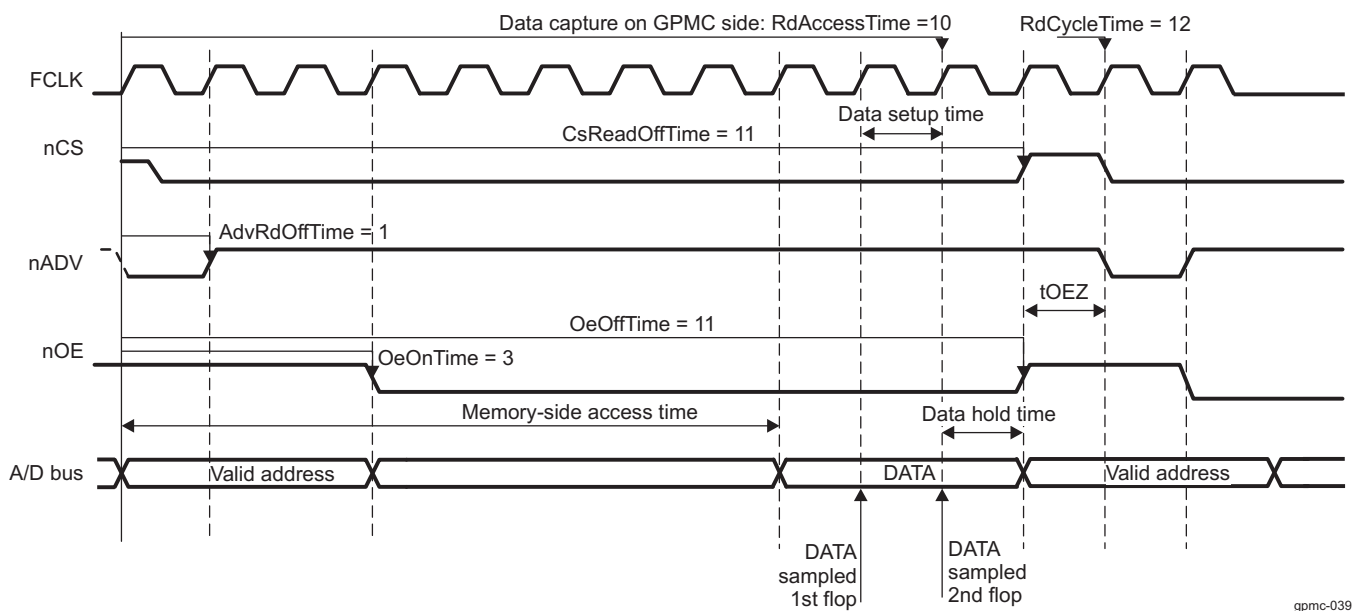 Data capture on GPMC side: RdAccessTime =10
RdCycleTime = 12
FCLK
Data setup time
nCS
CsReadOffTime = 11
AdvRdOffTime = 1
nADV
tOEZ
OeOffTime = 11
nOE
OeOnTime = 3
Memory-side access time
Data hold time
A/D bus
Valid address
DATA
Valid address
DATA
sampled
1st flop
DATA
sampled
2nd flop
gpmc-039